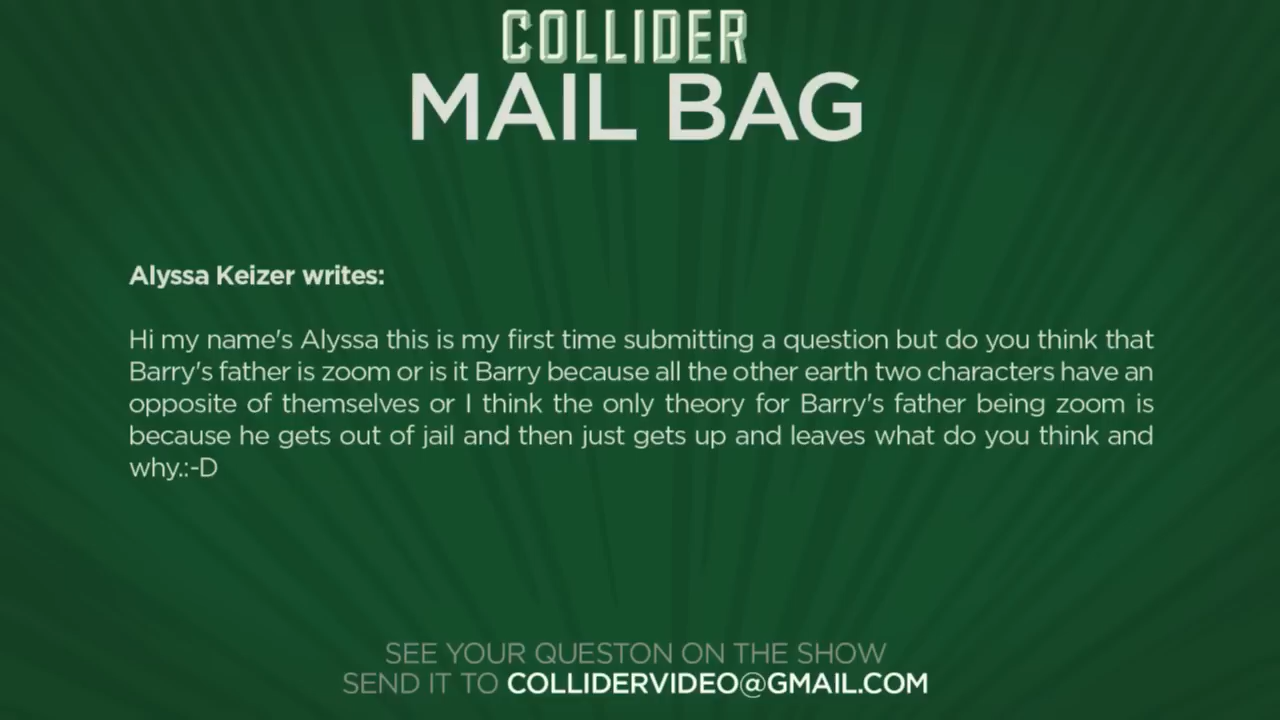 COLLIDER
MAIL BAG
Alyssa Keizer writes:
Hi my name's Alyssa this is my first time submitting a question but do you think that
Barry's father is zoom or is it Barry because all the other earth two characters have an
opposite of themselves or I think the only theory for Barry's father being zoom is
because he gets out of jail and then just gets up and leaves what do you think and
why.:-D
SEE YOUR QUESTON ON THE SHOW
SEND IT TO COLLIDERVIDEO@GMAIL.COM